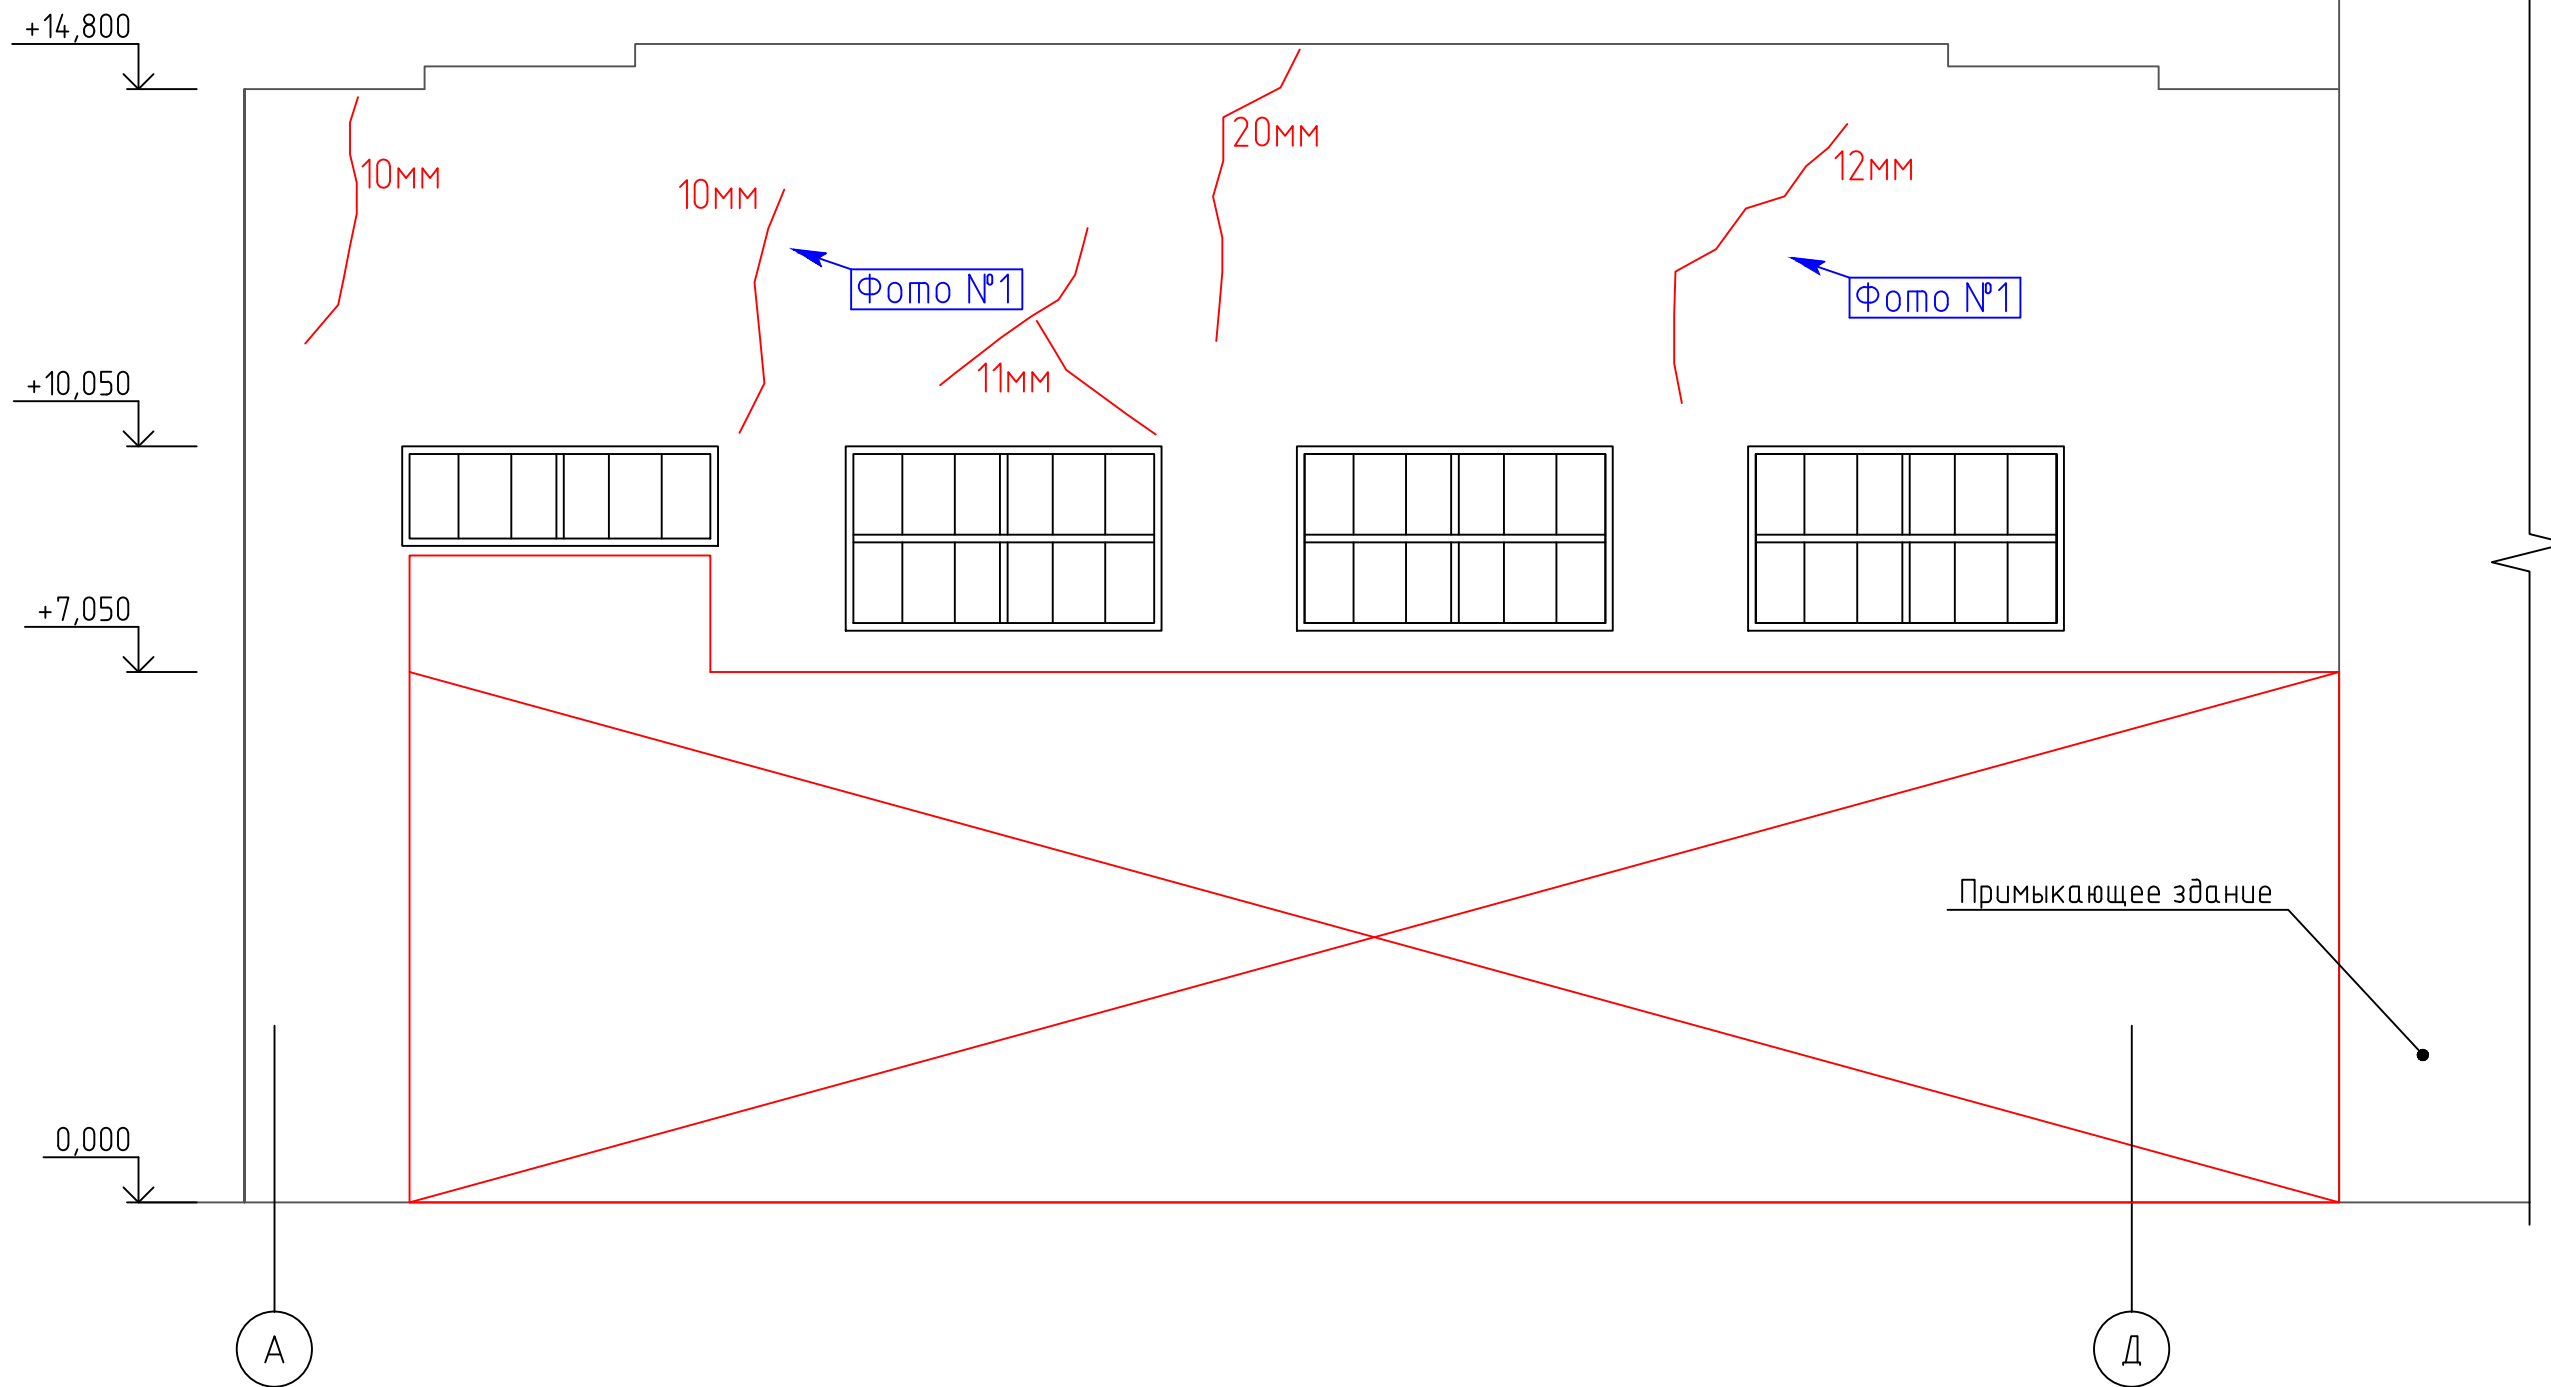 +14,800
10мм
10мм
20мм
12мм
Фото №1
Фото №1
11мм
+10,050
+7,050
Примыкающее здание
0,000
А
Д